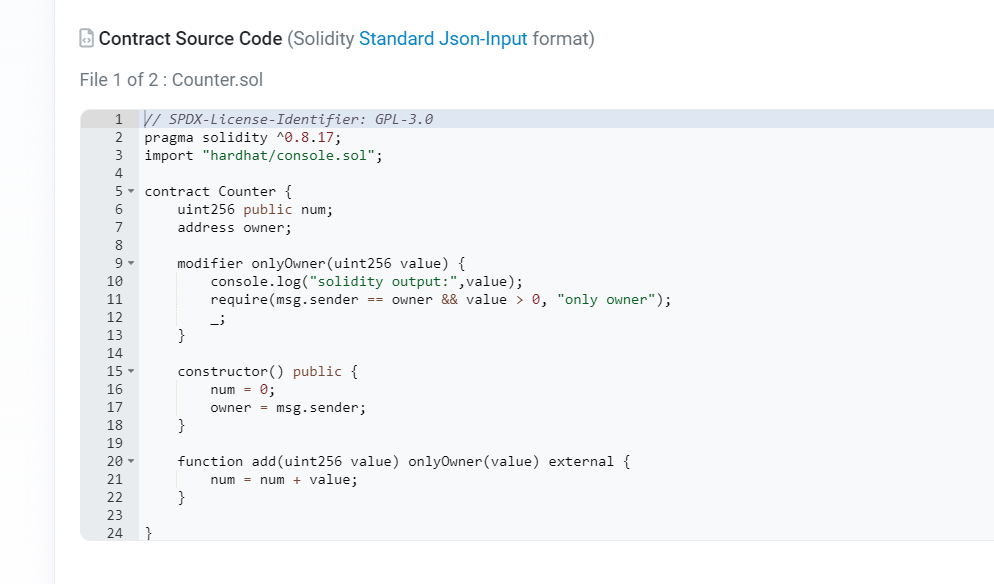 Contract Source Code (Solidity Standard Json-Input format)
File 1 of 2 : Counter.sol
1 // SPDX-License-Identifier: GPL-3.0
2 pragma solidity ^0.8.17;
3 import "hardhat/console.sol";
4
5 contract Counter {
6     uint256 public num;
7     address owner;
8
9     modifier onlyOwner(uint256 value) {
10         console.log("solidity output:",value);
11         require(msg.sender == owner && value > 0, "only owner");
12         _;
13     }
14
15     constructor() public {
16         num = 0;
17         owner = msg.sender;
18     }
19
20     function add(uint256 value) onlyOwner(value) external {
21         num = num + value;
22     }
23
24 }